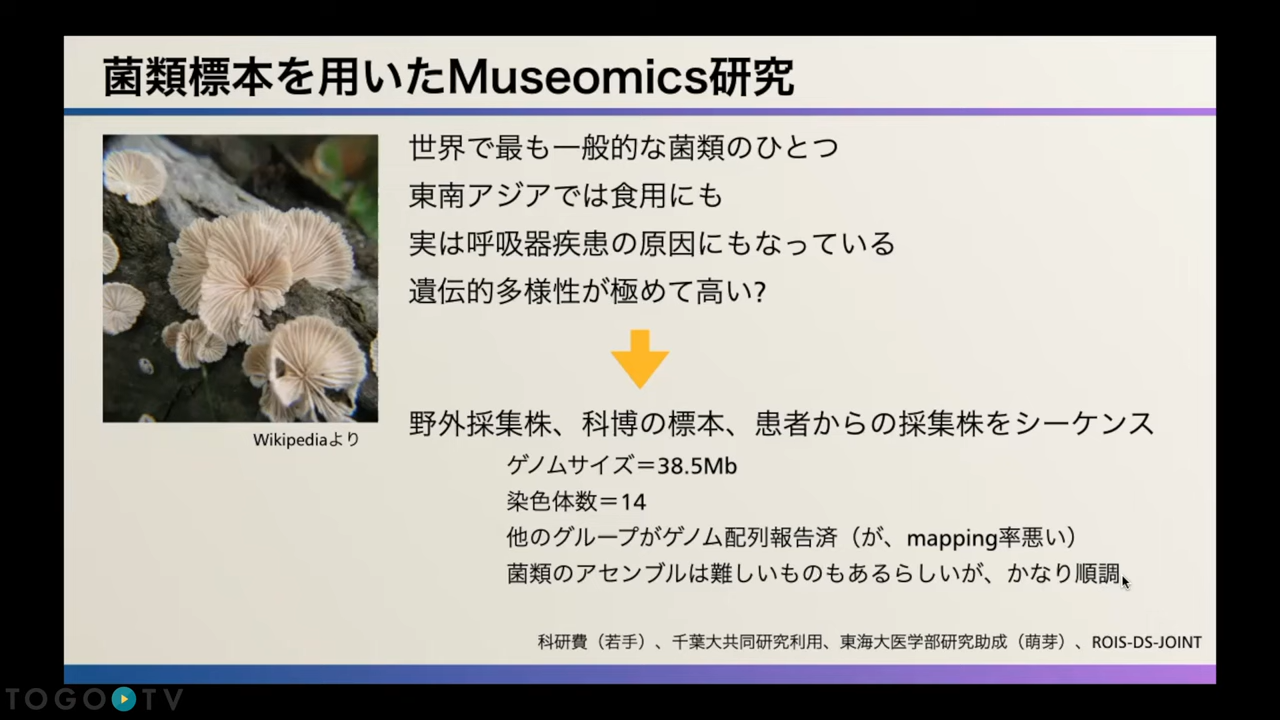 菌類標本を用いたMuseomics研究
世界で最も一般的な菌類のひとつ
東南アジアでは食用にも
実は呼吸器疾患の原因にもなっている
遺伝的多様性が極めて高い?
Wikipediaより
野外採集株、科博の標本、患者からの採集株をシーケンス
ゲノムサイズ＝38.5Mb
染色体数＝14
他のグループがゲノム配列報告済（が、mapping率悪い）
菌類のアセンブルは難しいものもあるらしいが、かなり順調
科研費（若手）、千葉大共同研究利用、東海大医学部研究助成（萌芽）、ROIS-DS-JOINT
TOGO TV